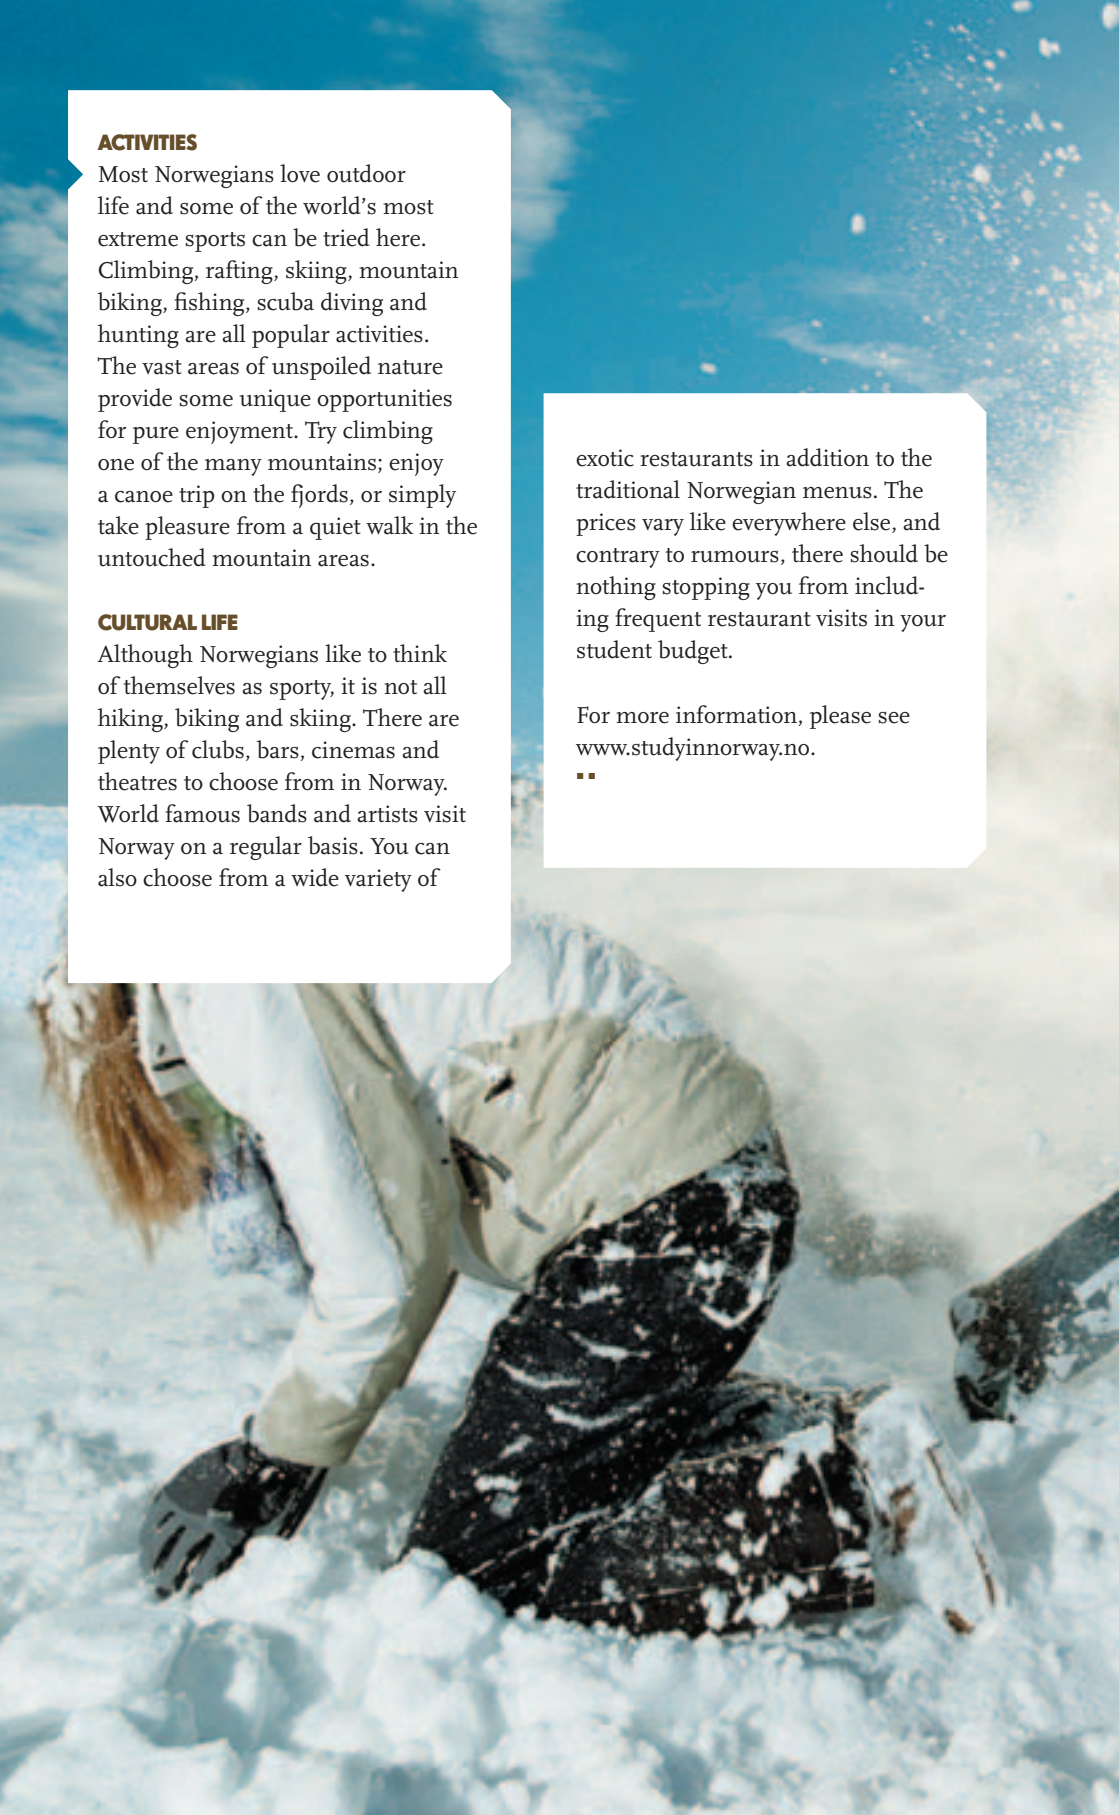 ACTIVITIES
Most Norwegians love outdoor
life and some of the world's most
extreme sports can be tried here.
Climbing, rafting, skiing, mountain
biking, fishing, scuba diving and
hunting are all popular activities.
The vast areas of unspoiled nature
provide some unique opportunities
for pure enjoyment. Try climbing
one of the many mountains; enjoy
a canoe trip on the fjords, or simply
take pleasure from a quiet walk in the
untouched mountain areas.
CULTURAL LIFE
Although Norwegians like to think
of themselves as sporty, it is not all
hiking, biking and skiing. There are
plenty of clubs, bars, cinemas and
theatres to choose from in Norway.
World famous bands and artists visit
Norway on a regular basis. You can
also choose from a wide variety of
exotic restaurants in addition to the
traditional Norwegian menus. The
prices vary like everywhere else, and
contrary to rumours, there should be
nothing stopping you from includ-
ing frequent restaurant visits in your
student budget.
For more information, please see
www.studyinnorway.no.